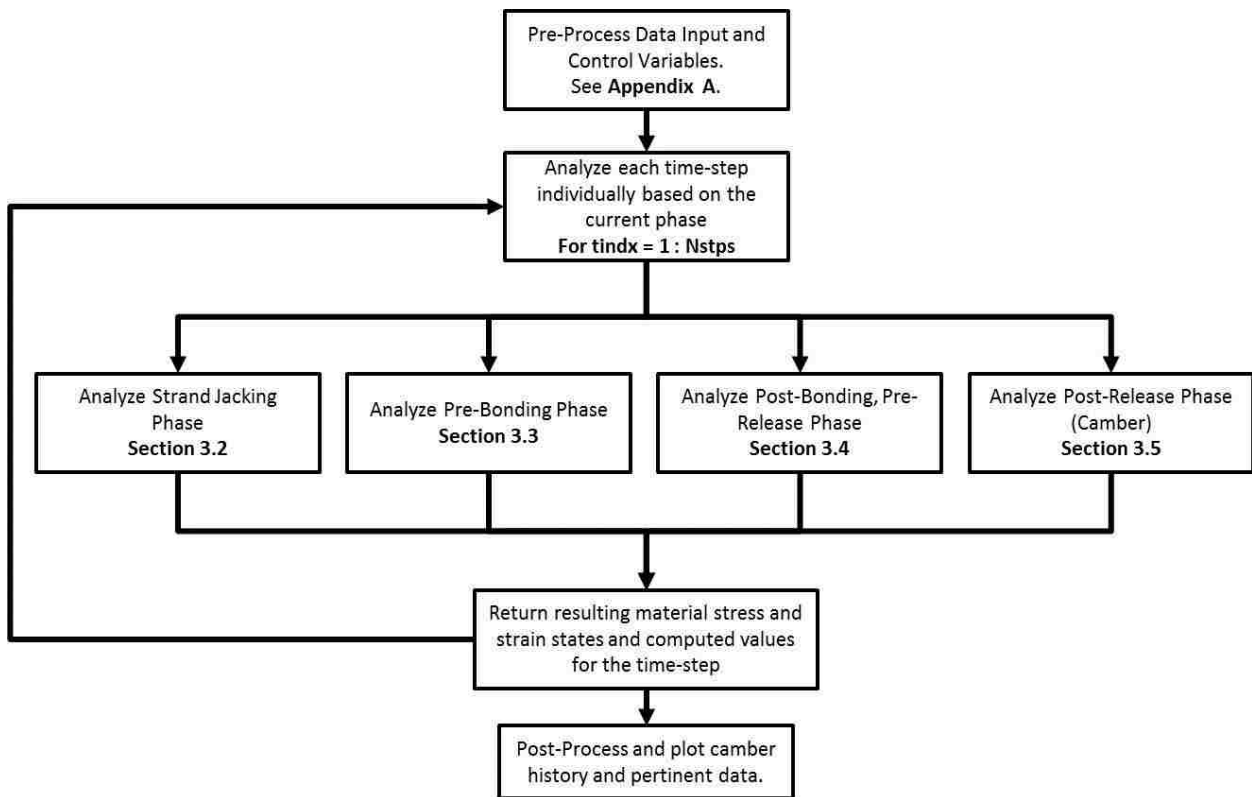 Pre-Process Data Input and
Control Variables.
See Appendix A.
Analyze each time-step
individually based on the
current phase
For tindx = 1 : Nstps
Analyze Strand Jacking
Phase
Section 3.2
Analyze Pre-Bonding Phase
Section 3.3
Analyze Post-Bonding, Pre-
Release Phase
Section 3.4
Analyze Post-Release Phase
(Camber)
Section 3.5
Return resulting material stress and
strain states and computed values
for the time-step
Post-Process and plot camber
history and pertinent data.